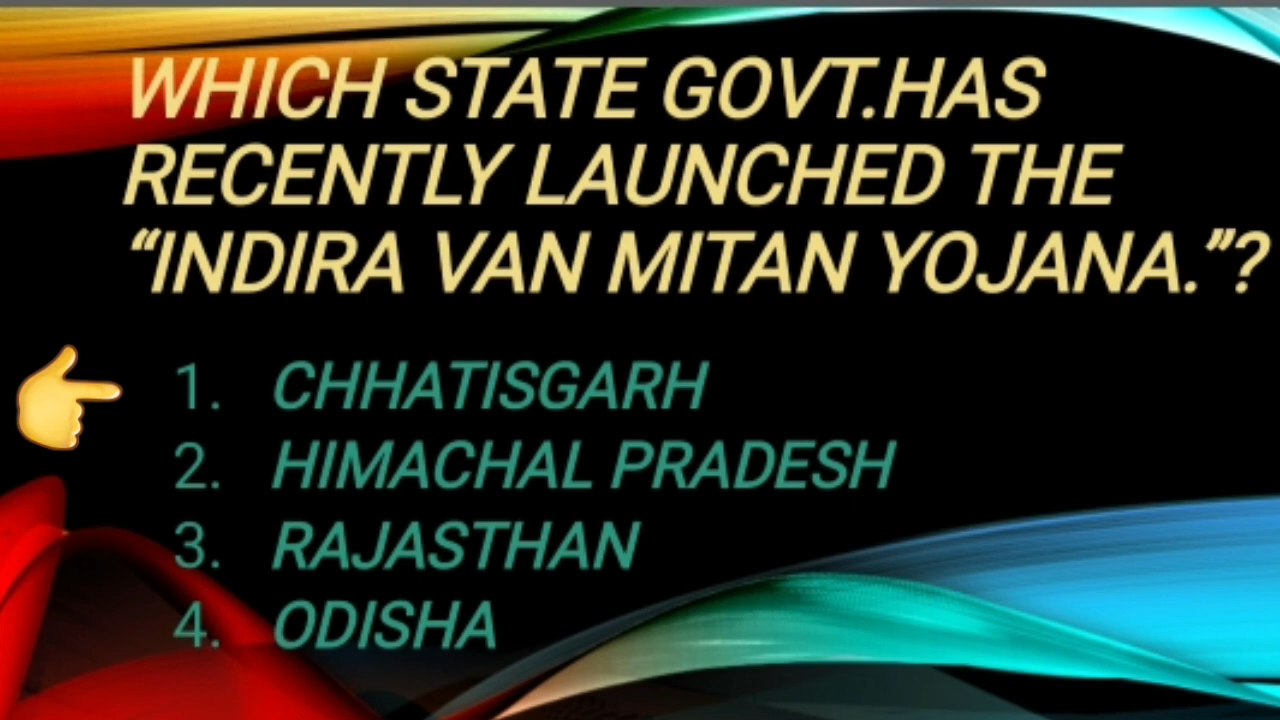 WHICH STATE GOVT.HAS
RECENTLY LAUNCHED THE
“INDIRA VAN MITAN YOJANA.”?
1. CHHATISGARH
2. HIMACHAL PRADESH
3. RAJASTHAN
4. ODISHA